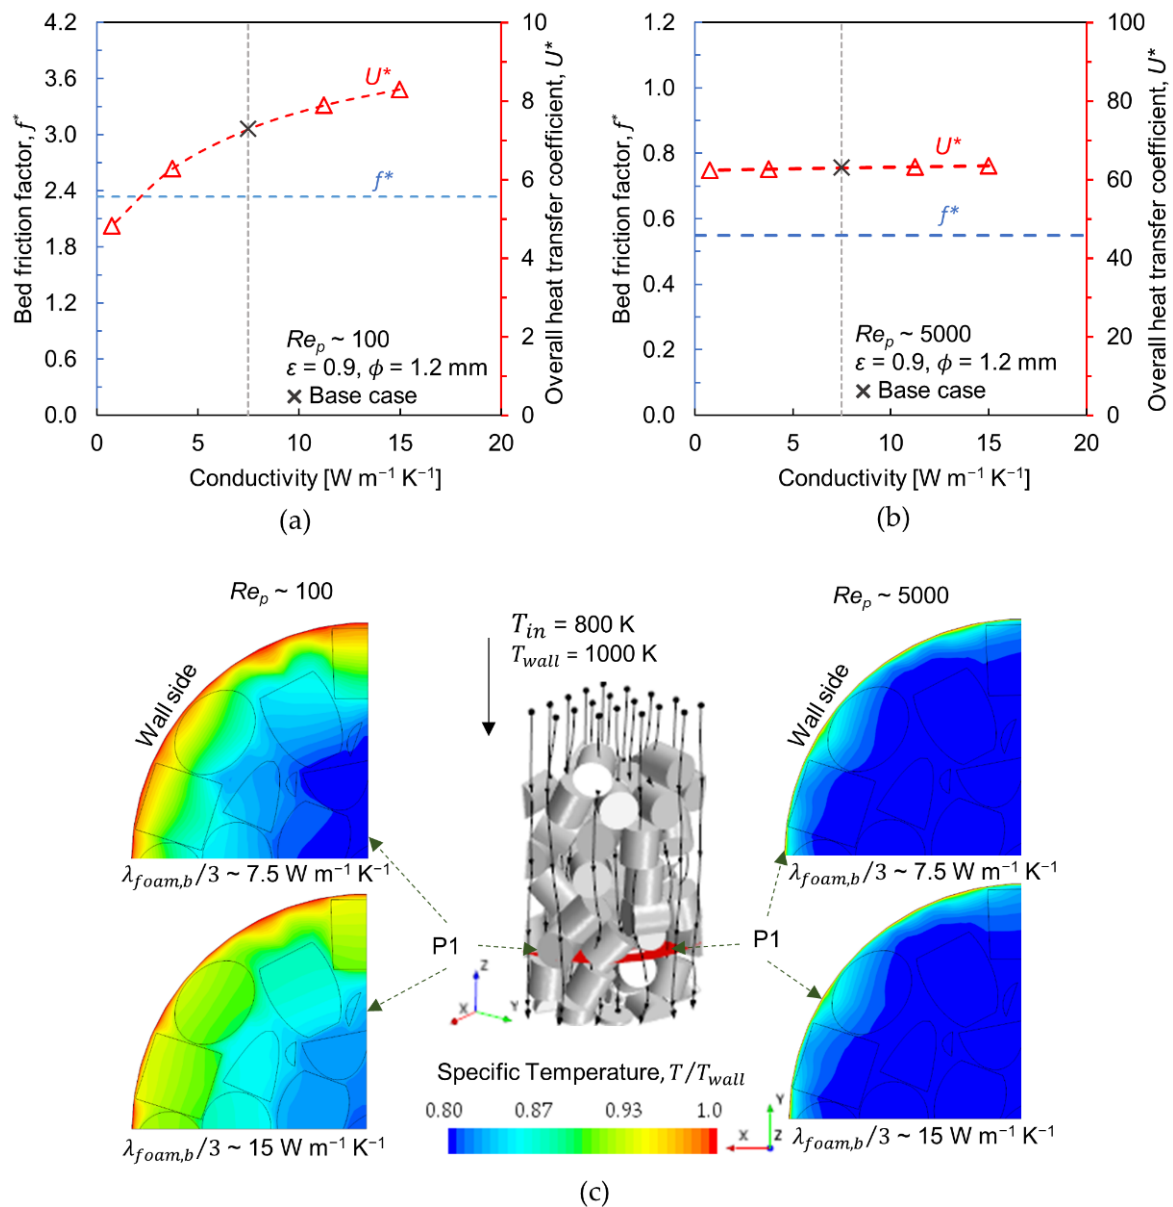 4.2
3.6
3.0
2.4
1.8
1.2
0.6
0.0
Bed friction factor, f*
10
8
6
4
2
0
Overall heat transfer coefficient, U*
U*
f*
Re_p ~ 100
ε = 0.9, ϕ = 1.2 mm
× Base case
0 5 10 15 20
Conductivity [W m⁻¹ K⁻¹]
(a)
1.2
1.0
0.8
0.6
0.4
0.2
0.0
Bed friction factor, f*
100
80
60
40
20
0
Overall heat transfer coefficient, U*
U*
f*
Re_p ~ 5000
ε = 0.9, ϕ = 1.2 mm
× Base case
0 5 10 15 20
Conductivity [W m⁻¹ K⁻¹]
(b)
Re_p ~ 100
Wall side
λ_foam,b/3 ~ 7.5 W m⁻¹ K⁻¹
λ_foam,b/3 ~ 15 W m⁻¹ K⁻¹
T_in = 800 K
T_wall = 1000 K
P1
P1
Z
X
Y
Specific Temperature, T/T_wall
0.80 0.87 0.93 1.0
Y
X
Z
Re_p ~ 5000
Wall side
λ_foam,b/3 ~ 7.5 W m⁻¹ K⁻¹
λ_foam,b/3 ~ 15 W m⁻¹ K⁻¹
(c)